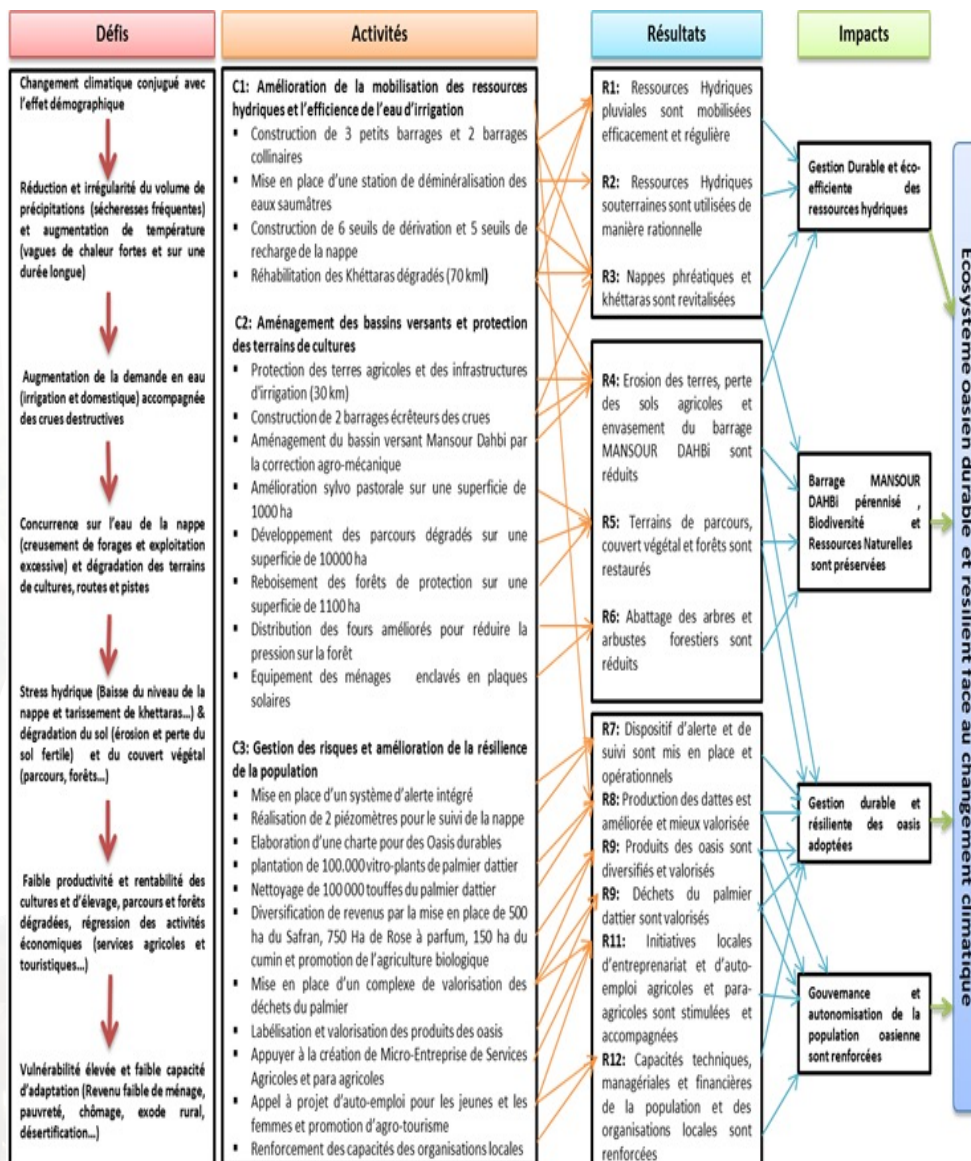 Défis
Changement climatique conjugué avec
l'effet démographique
Réduction et irrégularité du volume de
précipitations (sécheresses fréquentes)
et augmentation de température
(vagues de chaleur fortes et sur une
durée longue)
Augmentation de la demande en eau
(irrigation et domestique) accompagnée
des crues destructives
Concurrence sur l'eau de la nappe
(creusement de forages et exploitation
excessive) et dégradation des terrains
de cultures, routes et pistes
Stress hydrique (Baisse du niveau de la
nappe et tarissement de khettaras...) &
dégradation du sol (érosion et perte du
sol fertile) et du couvert végétal
(parcours, forêts...)
Faible productivité et rentabilité des
cultures et d'élevage, parcours et forêts
dégradées, régression des activités
économiques (services agricoles et
touristiques...)
Vulnérabilité élevée et faible capacité
d'adaptation (Revenu faible de ménage,
pauvreté, chômage, exode rural,
désertification...)
Activités
C1: Amélioration de la mobilisation des ressources
hydriques et l'efficience de l'eau d'irrigation
▪ Construction de 3 petits barrages et 2 barrages
collinaires
▪ Mise en place d'une station de déminéralisation des
eaux saumâtres
▪ Construction de 6 seuils de dérivation et 5 seuils de
recharge de la nappe
▪ Réhabilitation des Khéttaras dégradés (70 kml)
C2: Aménagement des bassins versants et protection
des terrains de cultures
▪ Protection des terres agricoles et des infrastructures
d'irrigation (30 km)
▪ Construction de 2 barrages écrêteurs des crues
▪ Aménagement du bassin versant Mansour Dahbi par
la correction agro-mécanique
▪ Amélioration sylvo pastorale sur une superficie de
1000 ha
▪ Développement des parcours dégradés sur une
superficie de 10000 ha
▪ Reboisement des forêts de protection sur une
superficie de 1100 ha
▪ Distribution des fours améliorés pour réduire la
pression sur la forêt
▪ Equipement des ménages enclavés en plaques
solaires
C3: Gestion des risques et amélioration de la résilience
de la population
▪ Mise en place d'un système d'alerte intégré
▪ Réalisation de 2 piézomètres pour le suivi de la nappe
▪ Elaboration d'une charte pour des Oasis durables
▪ plantation de 100.000 vitro-plants de palmier dattier
▪ Nettoyage de 100 000 touffes du palmier dattier
▪ Diversification de revenus par la mise en place de 500
ha du Safran, 750 Ha de Rose à parfum, 150 ha du
cumin et promotion de l'agriculture biologique
▪ Mise en place d'un complexe de valorisation des
déchets du palmier
▪ Labélisation et valorisation des produits des oasis
▪ Appuyer à la création de Micro-Entreprise de Services
Agricoles et para agricoles
▪ Appel à projet d'auto-emploi pour les jeunes et les
femmes et promotion d'agro-tourisme
▪ Renforcement des capacités des organisations locales
Résultats
R1: Ressources Hydriques
pluviales sont mobilisées
efficacement et régulière
R2: Ressources Hydriques
souterraines sont utilisées de
manière rationnelle
R3: Nappes phréatiques et
khéttaras sont revitalisées
R4: Erosion des terres, perte
des sols agricoles et
envasement du barrage
MANSOUR DAHBi sont
réduits
R5: Terrains de parcours,
couvert végétal et forêts sont
restaurés
R6: Abattage des arbres et
arbustes forestiers sont
réduits
R7: Dispositif d'alerte et de
suivi sont mis en place et
opérationnels
R8: Production des dattes est
améliorée et mieux valorisée
R9: Produits des oasis sont
diversifiés et valorisés
R9: Déchets du palmier
dattier sont valorisés
R11: Initiatives locales
d'entreprenariat et d'auto-
emploi agricoles et para-
agricoles sont stimulées et
accompagnées
R12: Capacités techniques,
managériales et financières
de la population et des
organisations locales sont
renforcées
Impacts
Gestion Durable et éco-
efficiente des
ressources hydriques
Barrage MANSOUR
DAHBi pérennisé ,
Biodiversité et
Ressources Naturelles
sont préservées
Gestion durable et
résiliente des oasis
adoptées
Gouvernance et
autonomisation de la
population oasienne
sont renforcées
Ecosystème oasien durable et résilient face au changement climatique